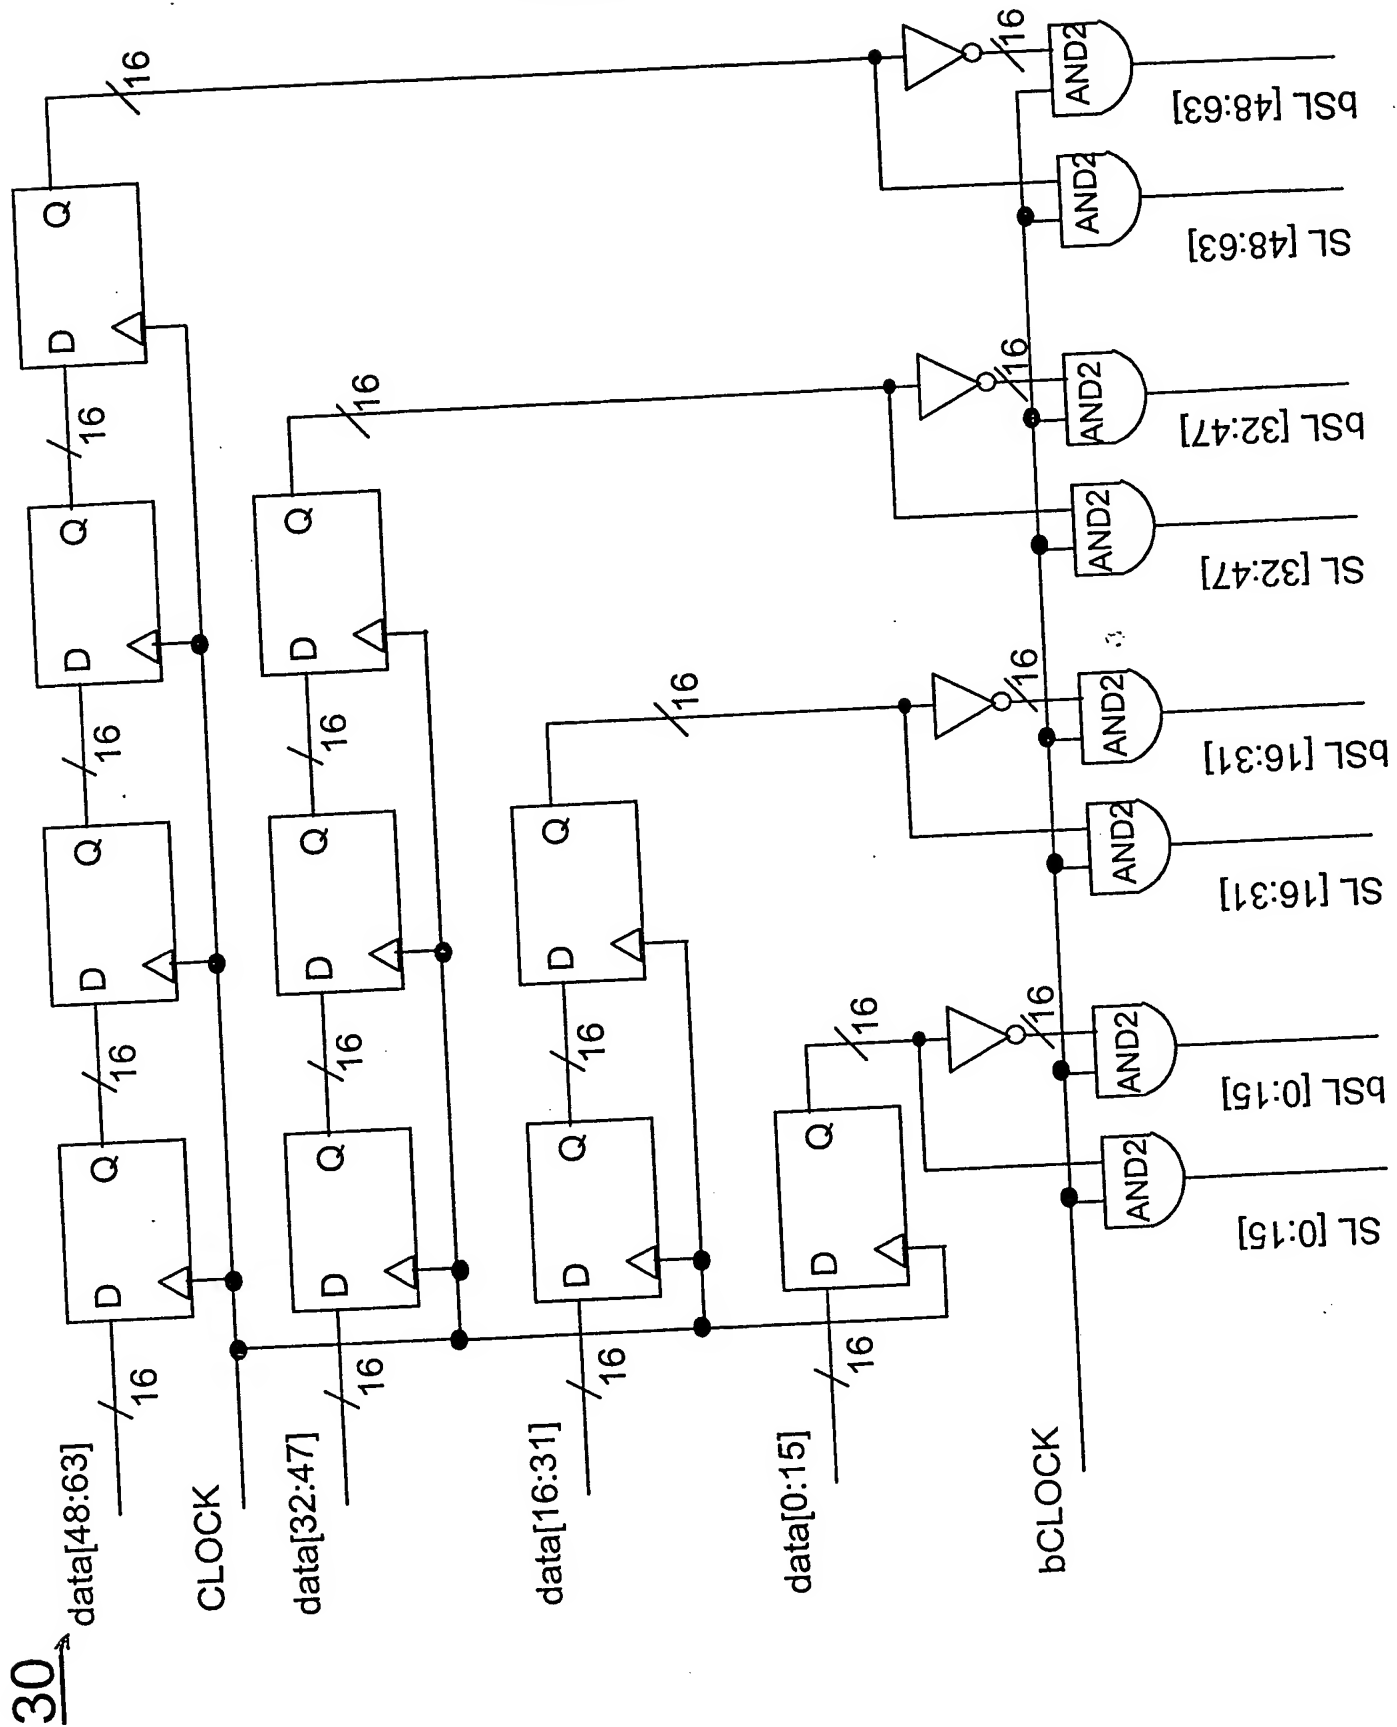 30
data[48:63]
16
D
Q
16
D
Q
16
D
Q
16
D
Q
16
CLOCK
data[32:47]
16
D
Q
16
D
Q
16
D
Q
16
data[16:31]
16
D
Q
16
D
Q
16
data[0:15]
16
D
Q
16
16
16
16
16
bCLOCK
AND2
AND2
AND2
AND2
AND2
AND2
AND2
AND2
SL [0:15]
bSL [0:15]
SL [16:31]
bSL [16:31]
SL [32:47]
bSL [32:47]
SL [48:63]
bSL [48:63]